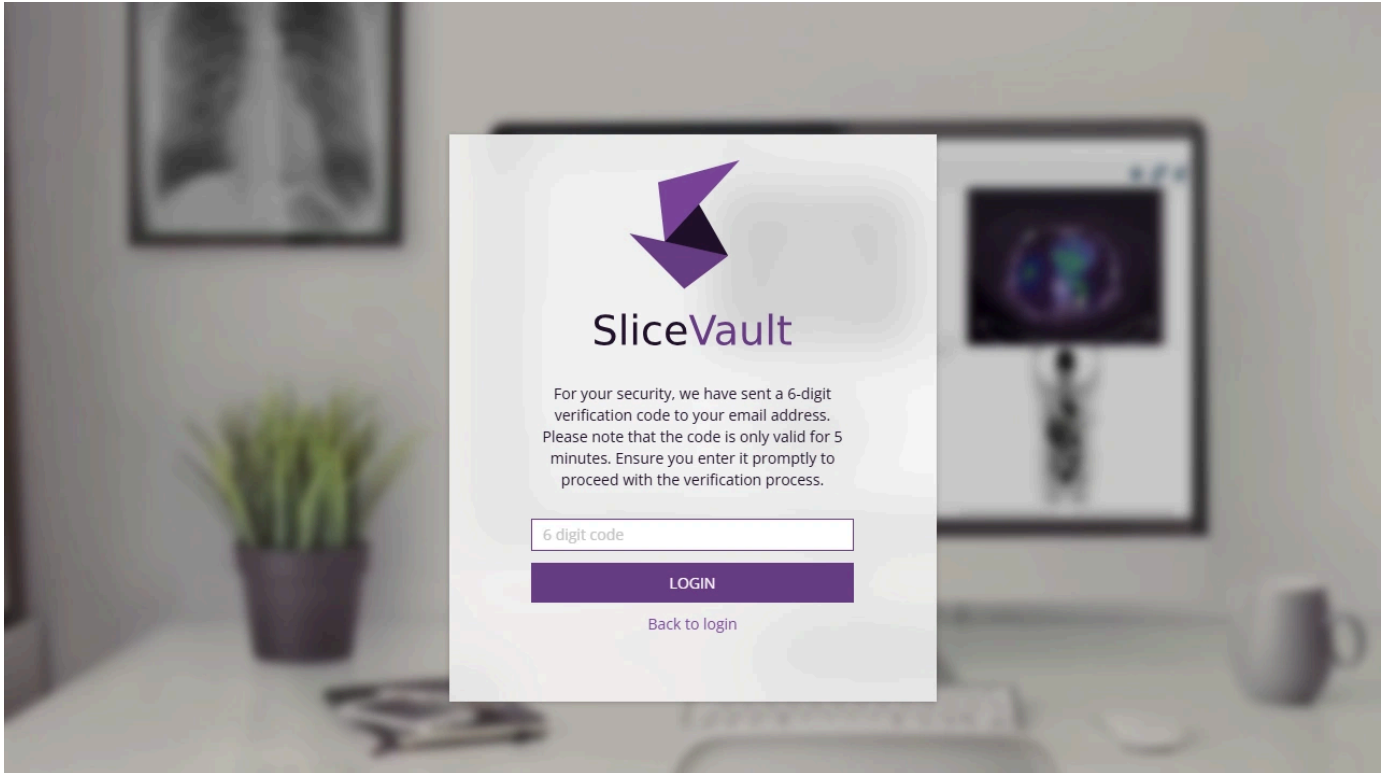 SliceVault
For your security, we have sent a 6-digit
verification code to your email address.
Please note that the code is only valid for 5
minutes. Ensure you enter it promptly to
proceed with the verification process.
6 digit code
LOGIN
Back to login